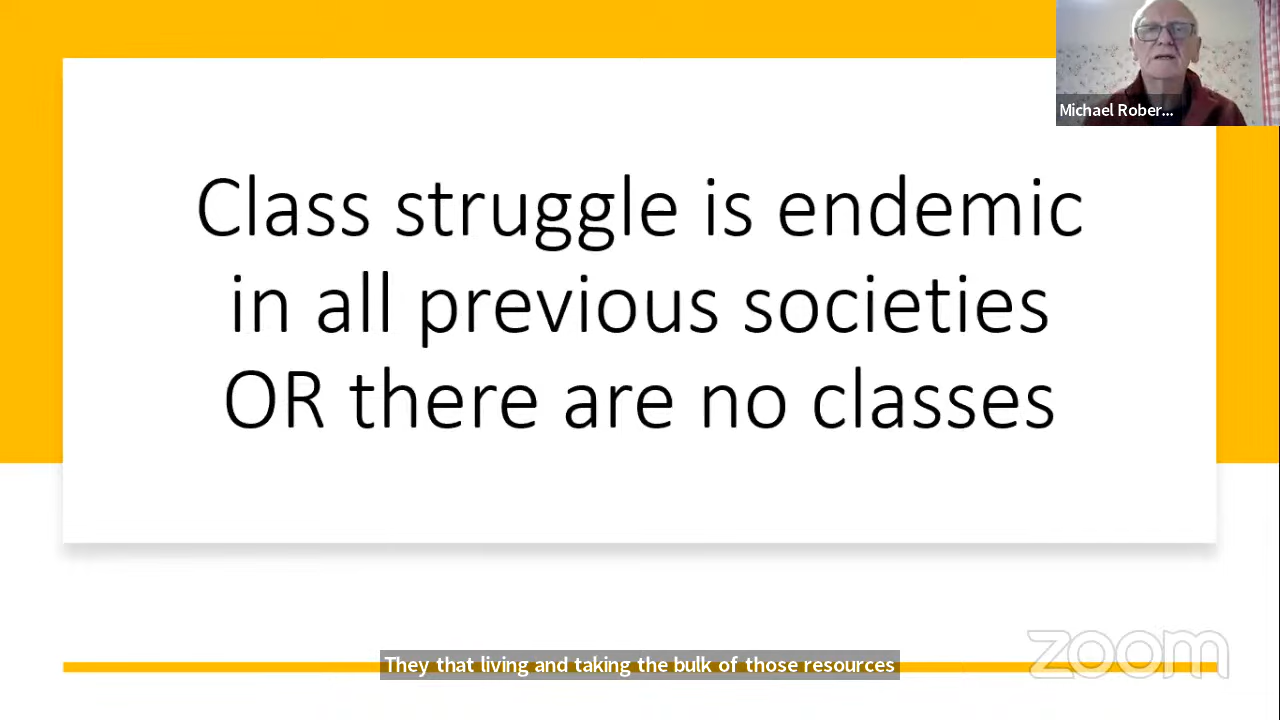 Michael Rober...
Class struggle is endemic
in all previous societies
OR there are no classes
zoom
They that living and taking the bulk of those resources